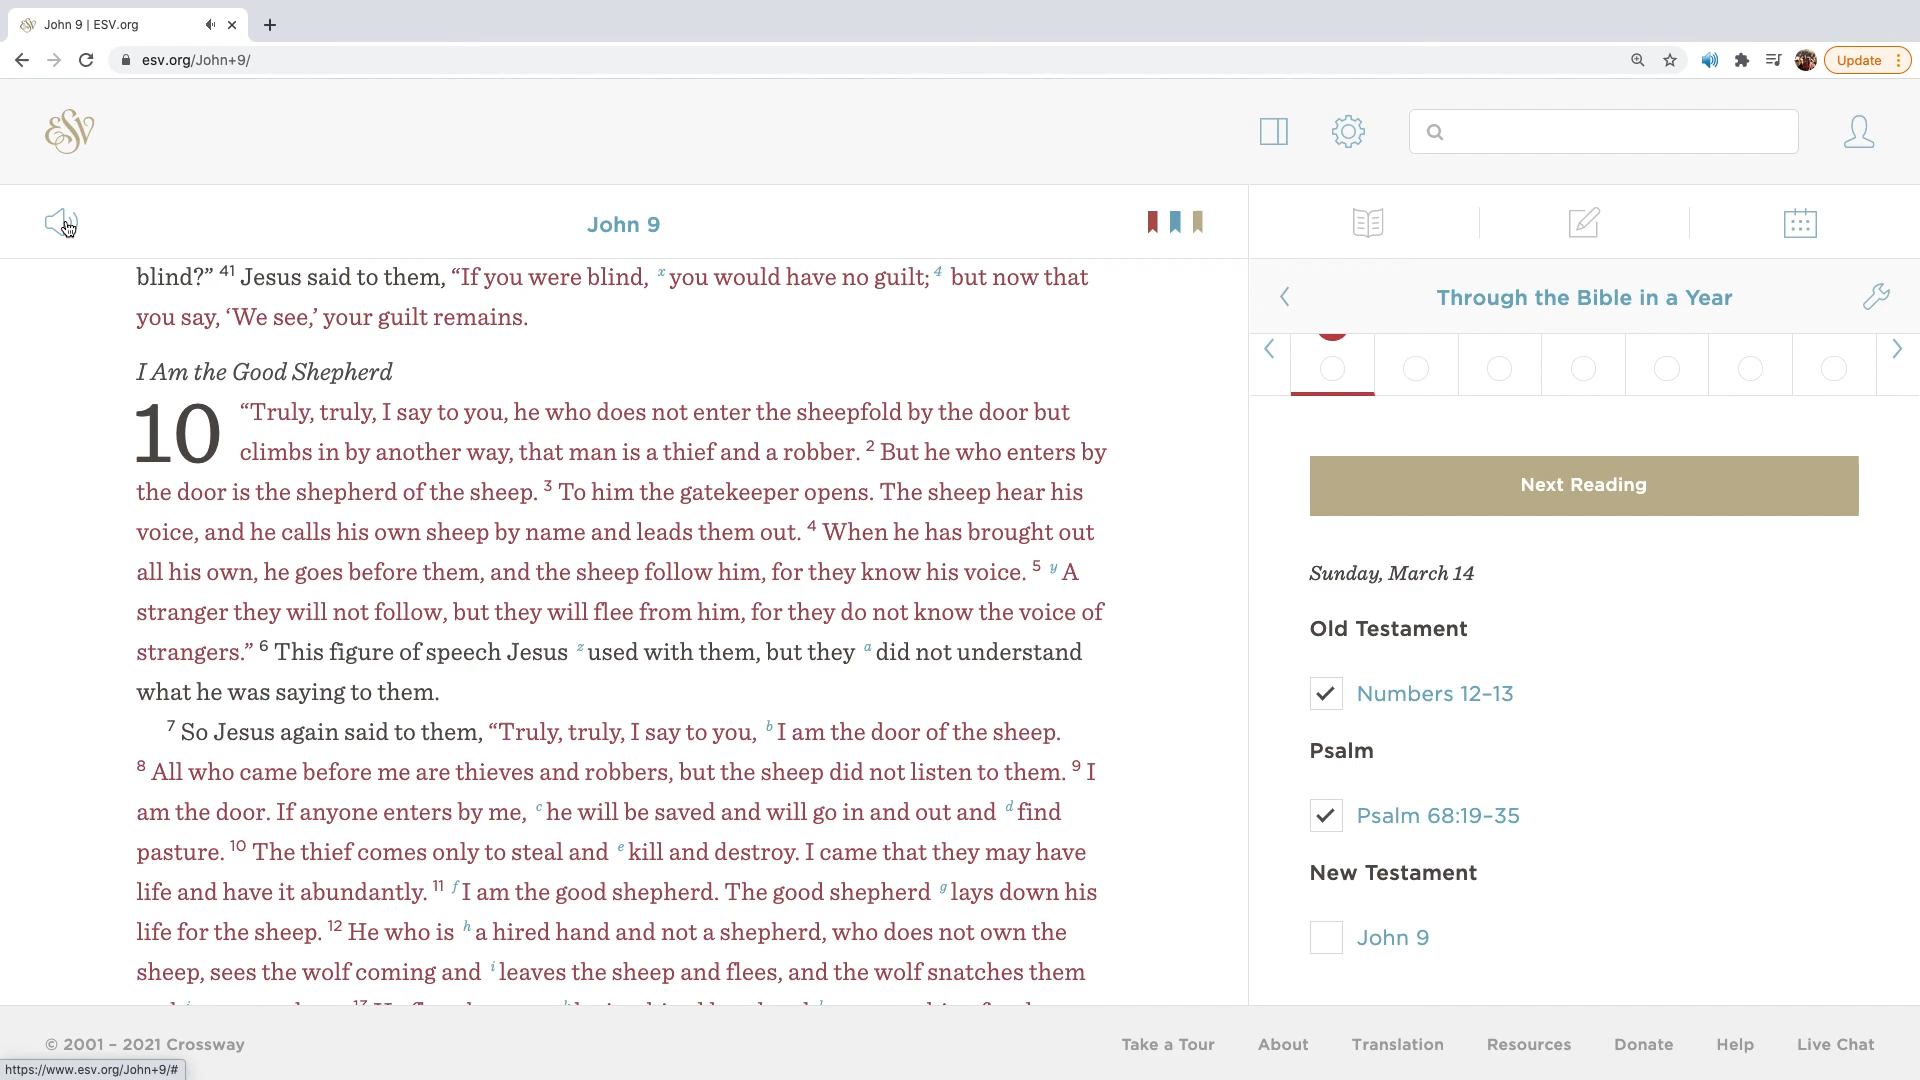 John 9 | ESV.org
esv.org/John+9/
Update
ESV
John 9
blind?” 41 Jesus said to them, “If you were blind, x you would have no guilt; 4 but now that
you say, ‘We see,’ your guilt remains.
I Am the Good Shepherd
10 “Truly, truly, I say to you, he who does not enter the sheepfold by the door but
climbs in by another way, that man is a thief and a robber. 2 But he who enters by
the door is the shepherd of the sheep. 3 To him the gatekeeper opens. The sheep hear his
voice, and he calls his own sheep by name and leads them out. 4 When he has brought out
all his own, he goes before them, and the sheep follow him, for they know his voice. 5 y A
stranger they will not follow, but they will flee from him, for they do not know the voice of
strangers.” 6 This figure of speech Jesus z used with them, but they a did not understand
what he was saying to them.
7 So Jesus again said to them, “Truly, truly, I say to you, b I am the door of the sheep.
8 All who came before me are thieves and robbers, but the sheep did not listen to them. 9 I
am the door. If anyone enters by me, c he will be saved and will go in and out and d find
pasture. 10 The thief comes only to steal and e kill and destroy. I came that they may have
life and have it abundantly. 11 f I am the good shepherd. The good shepherd g lays down his
life for the sheep. 12 He who is h a hired hand and not a shepherd, who does not own the
sheep, sees the wolf coming and i leaves the sheep and flees, and the wolf snatches them
Through the Bible in a Year
Next Reading
Sunday, March 14
Old Testament
Numbers 12–13
Psalm
Psalm 68:19–35
New Testament
John 9
© 2001 – 2021 Crossway
Take a Tour
About
Translation
Resources
Donate
Help
Live Chat
https://www.esv.org/John+9/#